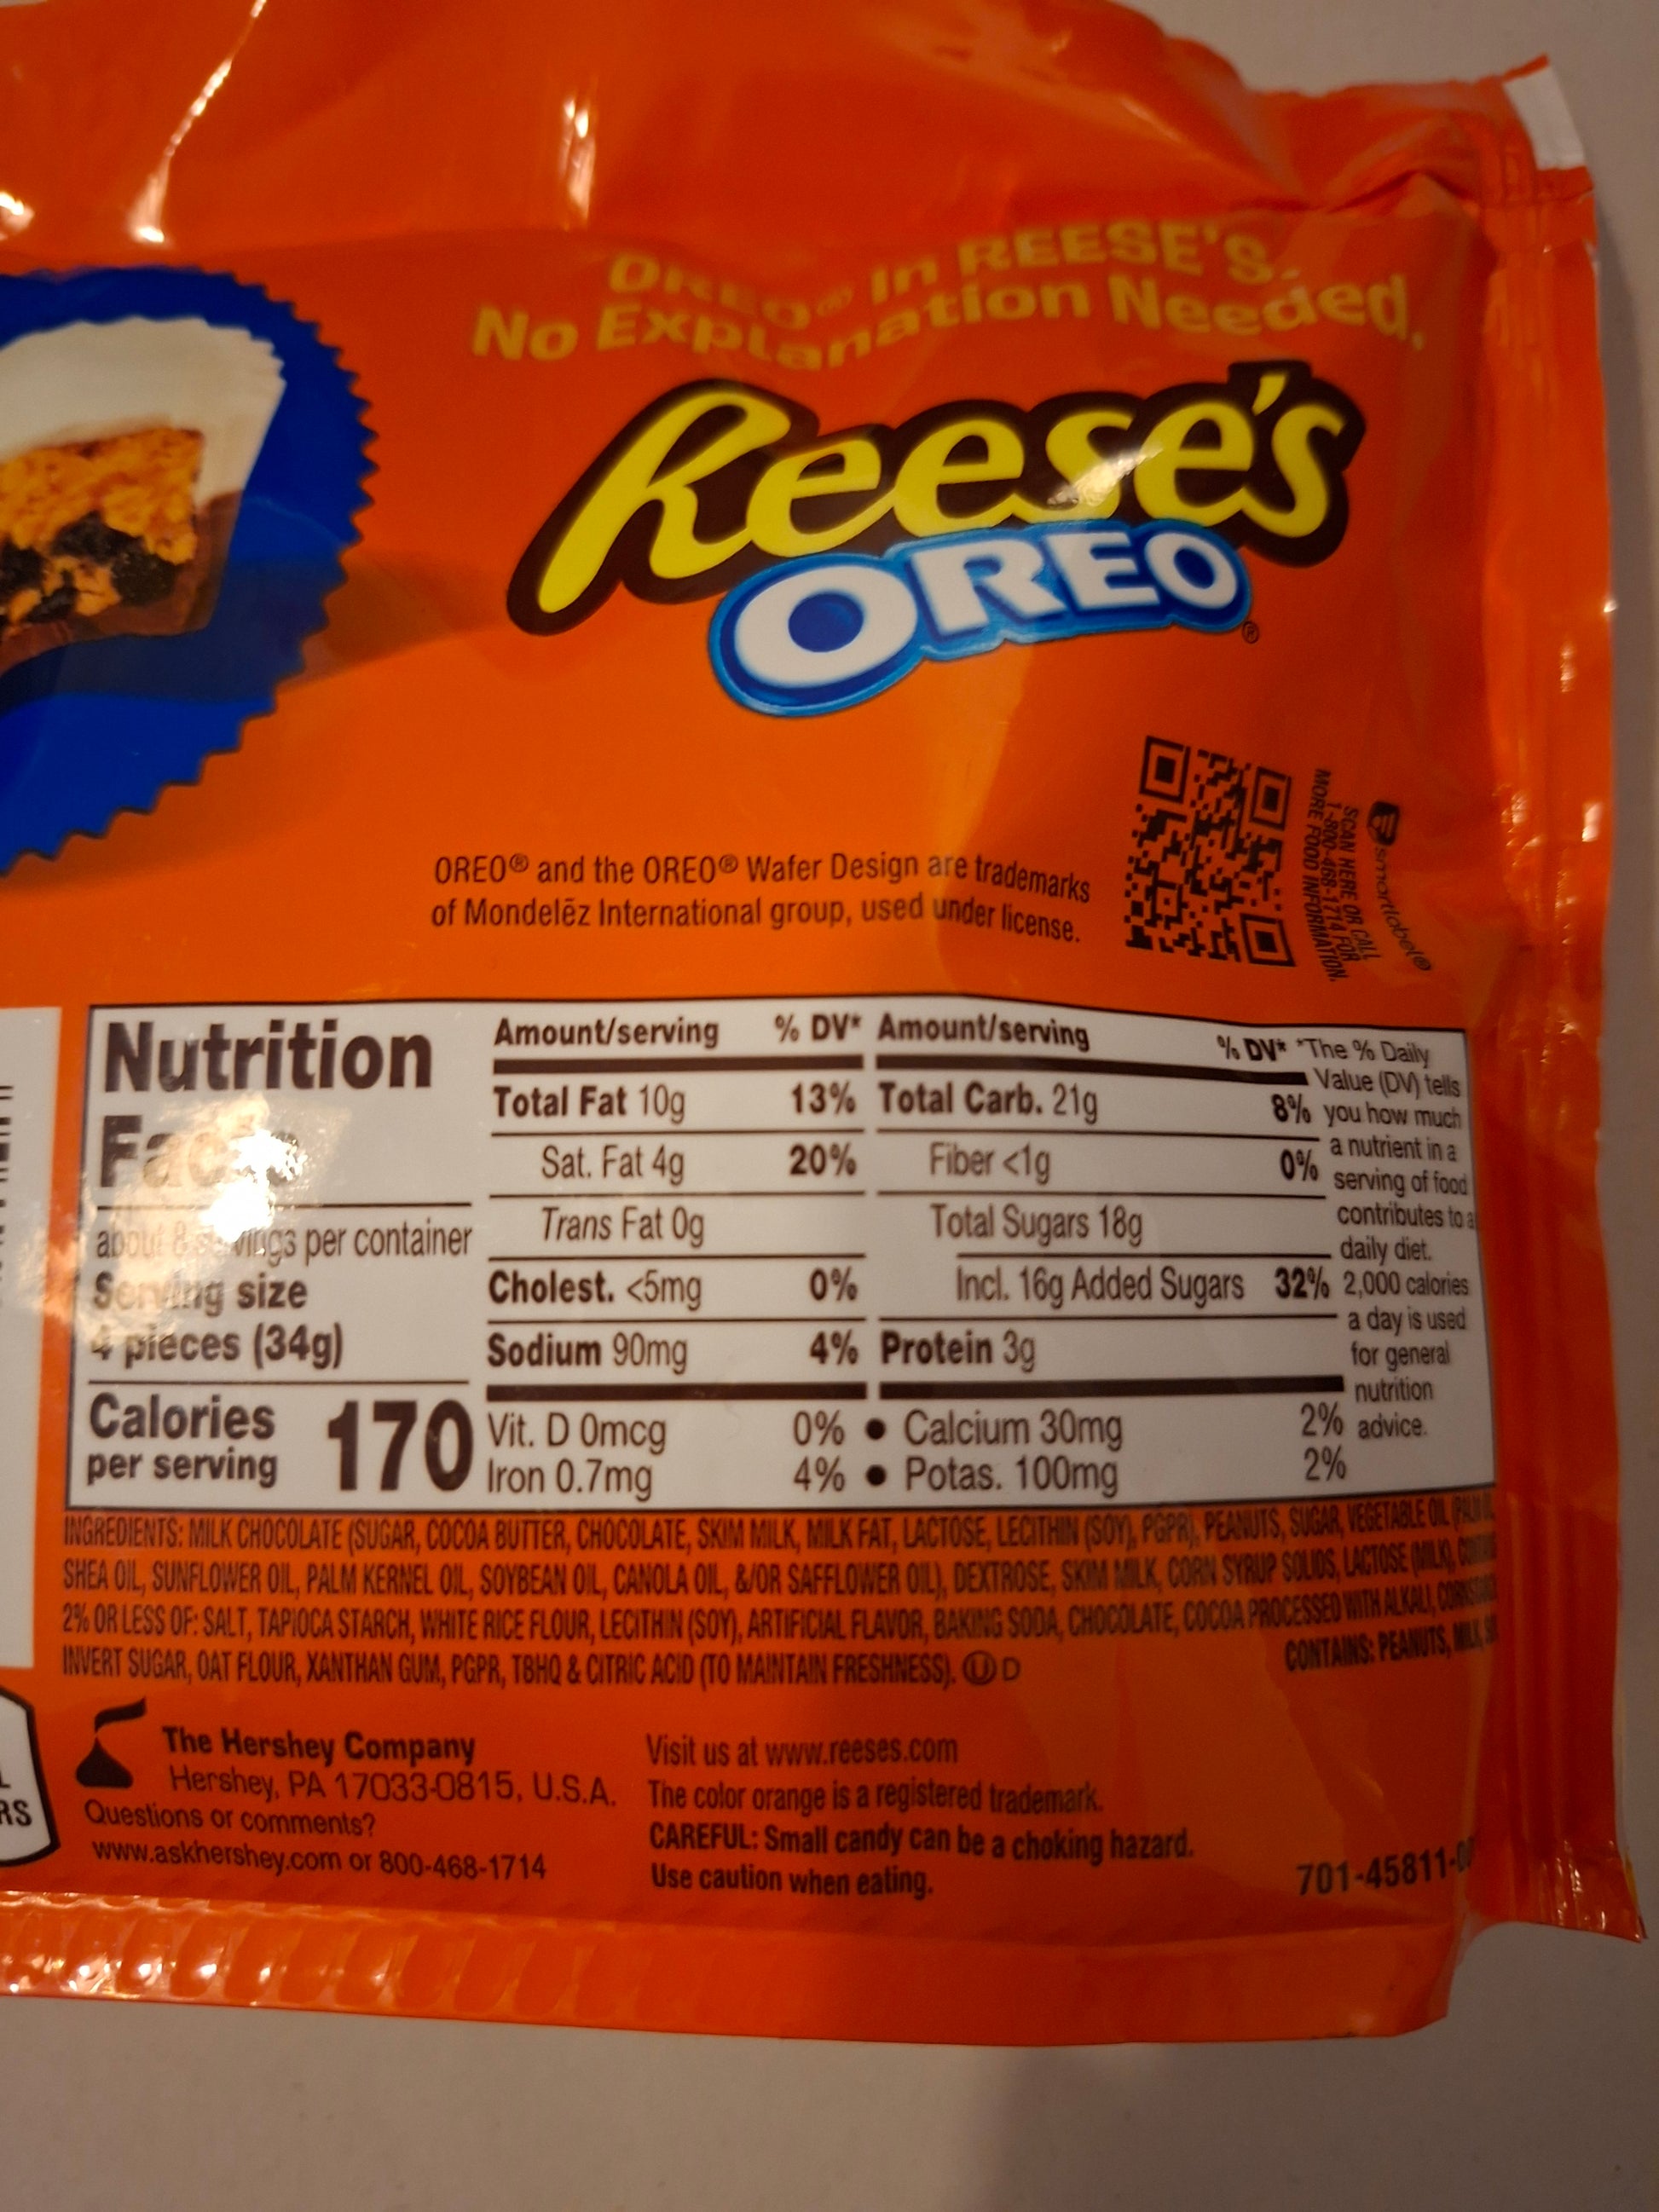 OREO® in REESE'S.
No Explanation Needed.
Reese's
OREO®
smartlabel®
SCAN HERE OR CALL
1-800-468-1714 FOR
MORE FOOD INFORMATION.
OREO® and the OREO® Wafer Design are trademarks
of Mondelēz International group, used under license.
Nutrition
Facts
about 8 servings per container
Serving size
4 pieces (34g)
Calories
per serving 170
Amount/serving % DV*
Total Fat 10g 13%
Sat. Fat 4g 20%
Trans Fat 0g
Cholest. <5mg 0%
Sodium 90mg 4%
Amount/serving % DV*
Total Carb. 21g 8%
Fiber <1g 0%
Total Sugars 18g
Incl. 16g Added Sugars 32%
Protein 3g
Vit. D 0mcg 0% • Calcium 30mg 2%
Iron 0.7mg 4% • Potas. 100mg 2%
*The % Daily
Value (DV) tells
you how much
a nutrient in a
serving of food
contributes to a
daily diet.
2,000 calories
a day is used
for general
nutrition
advice.
INGREDIENTS: MILK CHOCOLATE (SUGAR, COCOA BUTTER, CHOCOLATE, SKIM MILK, MILK FAT, LACTOSE, LECITHIN (SOY), PGPR), PEANUTS, SUGAR, VEGETABLE OIL (PALM
SHEA OIL, SUNFLOWER OIL, PALM KERNEL OIL, SOYBEAN OIL, CANOLA OIL, &/OR SAFFLOWER OIL), DEXTROSE, SKIM MILK, CORN SYRUP SOLIDS, LACTOSE (MILK),
2% OR LESS OF: SALT, TAPIOCA STARCH, WHITE RICE FLOUR, LECITHIN (SOY), ARTIFICIAL FLAVOR, BAKING SODA, CHOCOLATE, COCOA PROCESSED WITH ALKALI,
INVERT SUGAR, OAT FLOUR, XANTHAN GUM, PGPR, TBHQ & CITRIC ACID (TO MAINTAIN FRESHNESS). Ⓤ D
CONTAINS: PEANUTS, MILK,
The Hershey Company
Hershey, PA 17033-0815, U.S.A.
Questions or comments?
www.askhershey.com or 800-468-1714
Visit us at www.reeses.com
The color orange is a registered trademark.
CAREFUL: Small candy can be a choking hazard.
Use caution when eating.
701-45811-0
RS